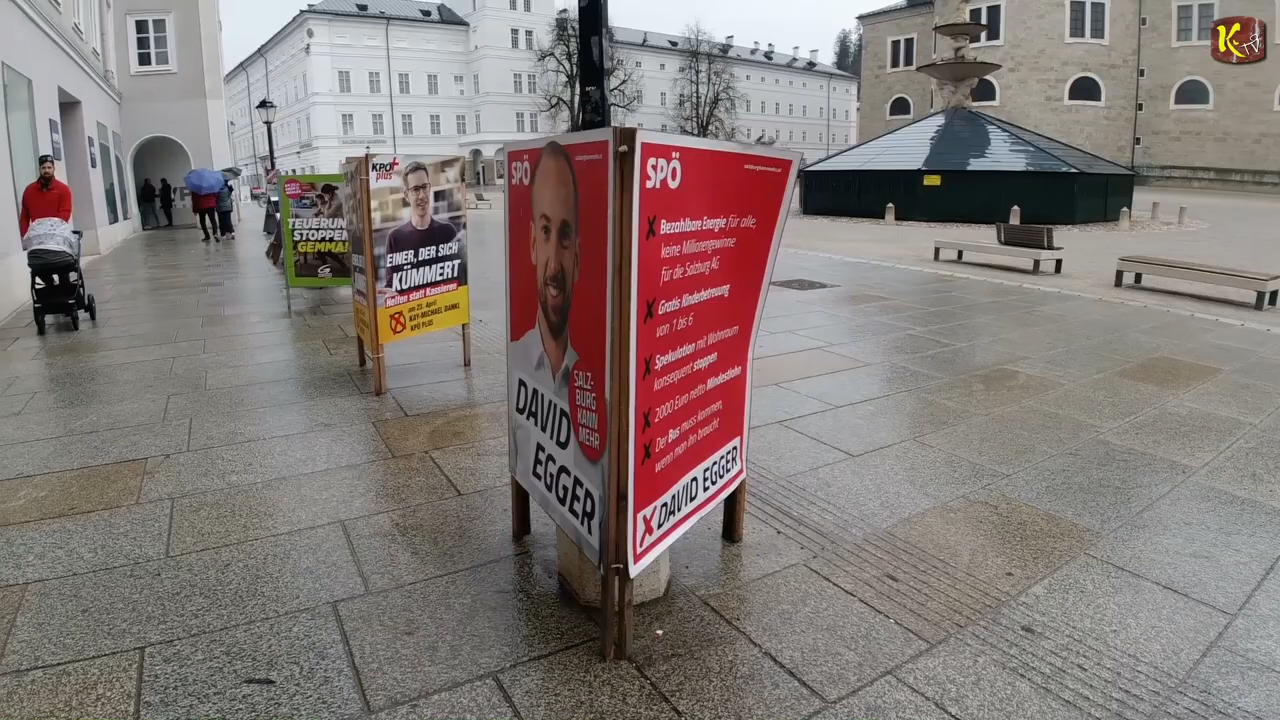 K TV
TEUERUNG
STOPPEN
GEMMA!
KPÖ
plus
EINER, DER SICH
KÜMMERT
Helfen statt Kassieren
am 23. April
KAY-MICHAEL DANKL
KPÖ PLUS
SPÖ
SALZ-
BURG
KANN
MEHR
DAVID
EGGER
SPÖ
Bezahlbare Energie für alle,
keine Millionengewinne
für die Salzburg AG
Gratis Kinderbetreuung
von 1 bis 6
Spekulation mit Wohnraum
konsequent stoppen
2000 Euro netto Mindestlohn
Der Bus muss kommen,
wenn man ihn braucht
DAVID EGGER